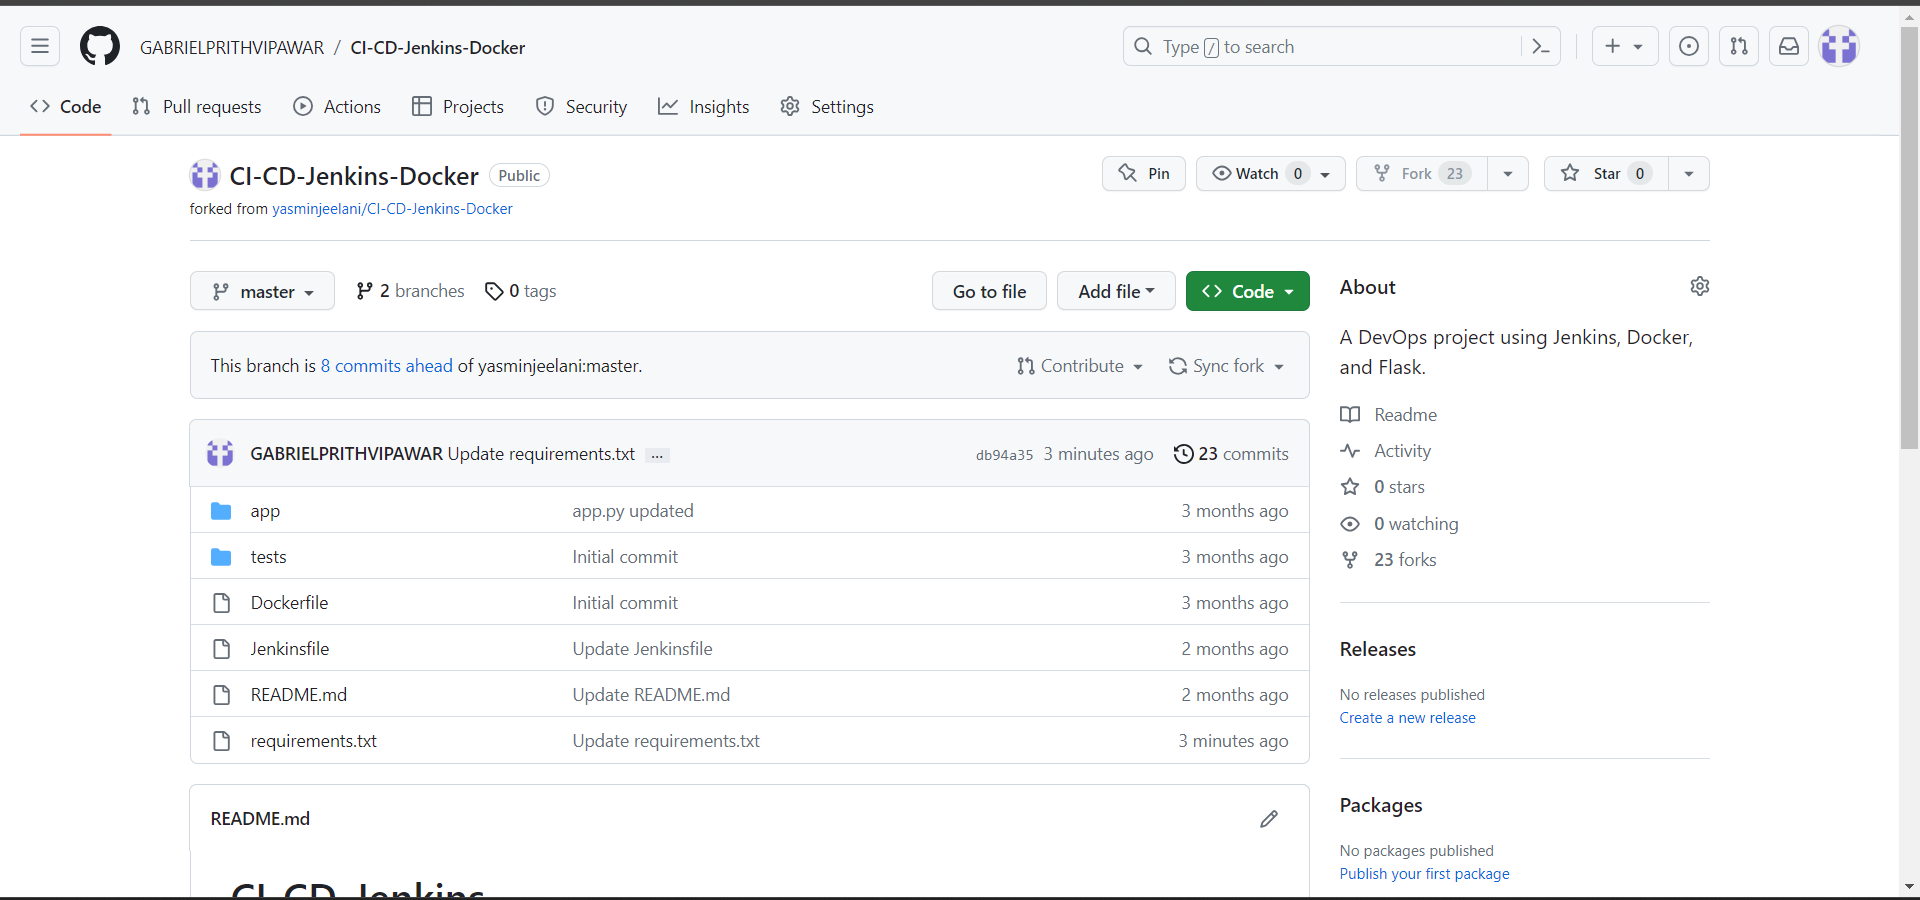 GABRIELPRITHVIPAWAR / CI-CD-Jenkins-Docker
Type / to search
Code Pull requests Actions Projects Security Insights Settings
CI-CD-Jenkins-Docker Public
Pin Watch 0 Fork 23 Star 0
forked from yasminjeelani/CI-CD-Jenkins-Docker
master 2 branches 0 tags Go to file Add file Code
This branch is 8 commits ahead of yasminjeelani:master. Contribute Sync fork
GABRIELPRITHVIPAWAR Update requirements.txt ... db94a35 3 minutes ago 23 commits
app app.py updated 3 months ago
tests Initial commit 3 months ago
Dockerfile Initial commit 3 months ago
Jenkinsfile Update Jenkinsfile 2 months ago
README.md Update README.md 2 months ago
requirements.txt Update requirements.txt 3 minutes ago
README.md
CI-CD-Jenkins
About
A DevOps project using Jenkins, Docker,
and Flask.
Readme
Activity
0 stars
0 watching
23 forks
Releases
No releases published
Create a new release
Packages
No packages published
Publish your first package